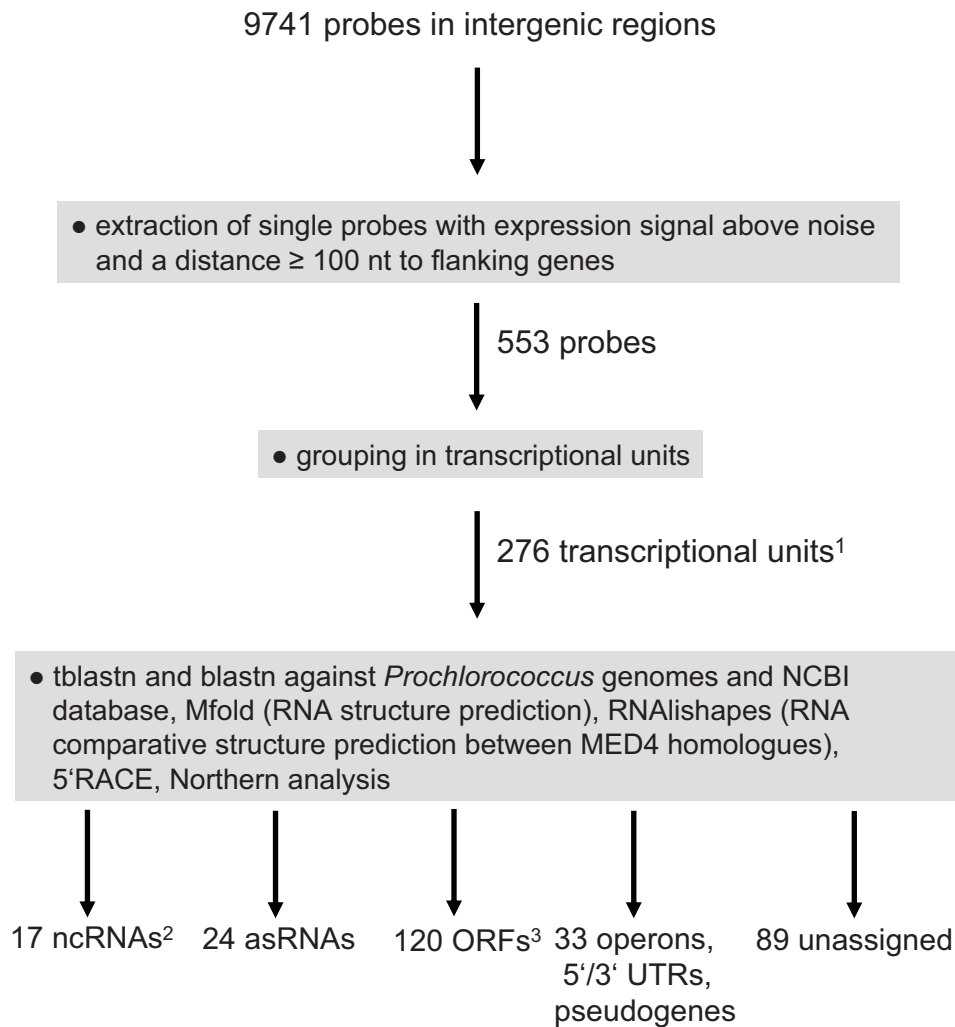 9741 probes in intergenic regions
● extraction of single probes with expression signal above noise
and a distance ≥ 100 nt to flanking genes
553 probes
● grouping in transcriptional units
276 transcriptional units¹
● tblastn and blastn against Prochlorococcus genomes and NCBI
database, Mfold (RNA structure prediction), RNAlishapes (RNA
comparative structure prediction between MED4 homologues),
5‘RACE, Northern analysis
17 ncRNAs²
24 asRNAs
120 ORFs³
33 operons,
5‘/3‘ UTRs,
pseudogenes
89 unassigned